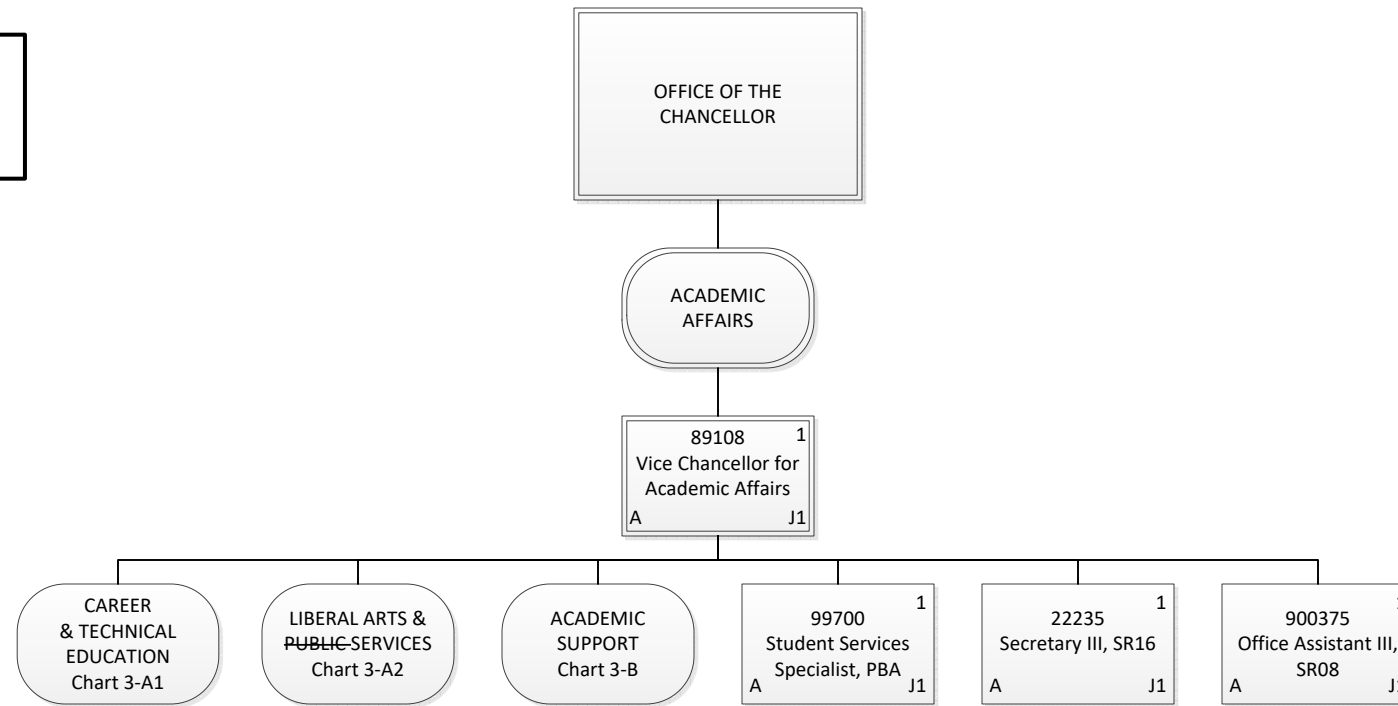 OFFICE OF THE
CHANCELLOR
ACADEMIC
AFFAIRS
89108 1
Vice Chancellor for
Academic Affairs
A J1
CAREER
& TECHNICAL
EDUCATION
Chart 3-A1
LIBERAL ARTS &
PUBLIC SERVICES
Chart 3-A2
ACADEMIC
SUPPORT
Chart 3-B
1
99700
Student Services
Specialist, PBA
A J1
1
22235
Secretary III, SR16
A J1
900375
Office Assistant III,
SR08
A